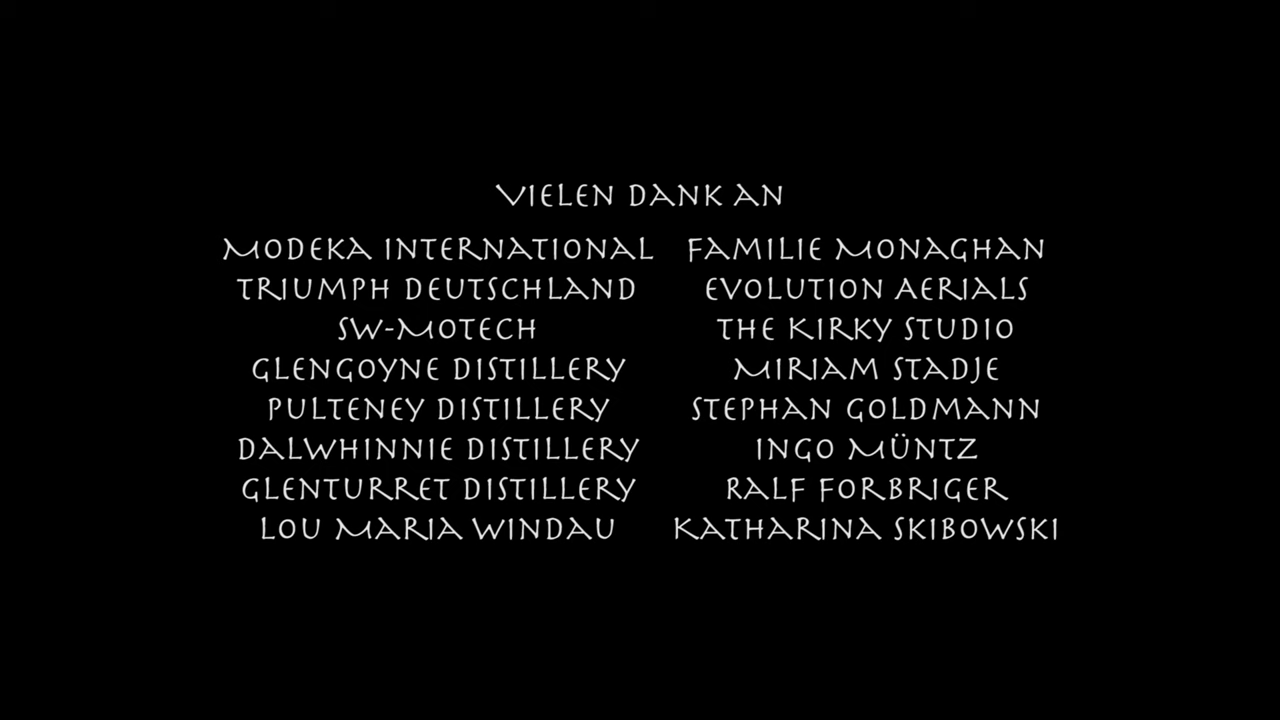 Vielen Dank an
Modeka International
Triumph Deutschland
SW-Motech
Glengoyne Distillery
Pulteney Distillery
Dalwhinnie Distillery
Glenturret Distillery
Lou Maria Windau
Familie Monaghan
Evolution Aerials
The Kirky Studio
Miriam Stadje
Stephan Goldmann
Ingo Müntz
Ralf Forbriger
Katharina Skibowski